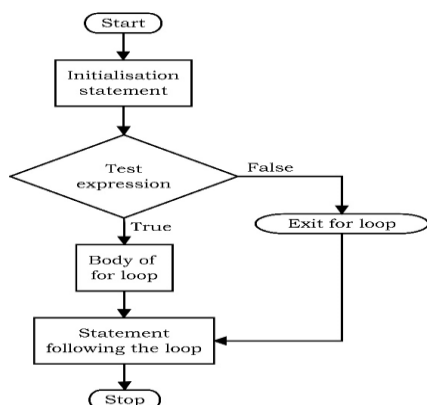 Start
Initialisation
statement
Test
expression
False
True
Exit for loop
Body of
for loop
Statement
following the loop
Stop